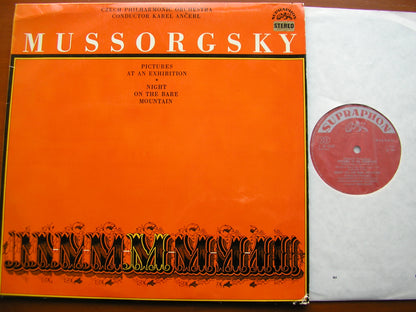 CZECH PHILHARMONIC ORCHESTRA
CONDUCTOR KAREL ANČERL
SUPRAPHON
STEREO
MUSSORGSKY
PICTURES
AT AN EXHIBITION
NIGHT
ON THE BARE
MOUNTAIN
M-M-M-M-M
SUPRAPHON